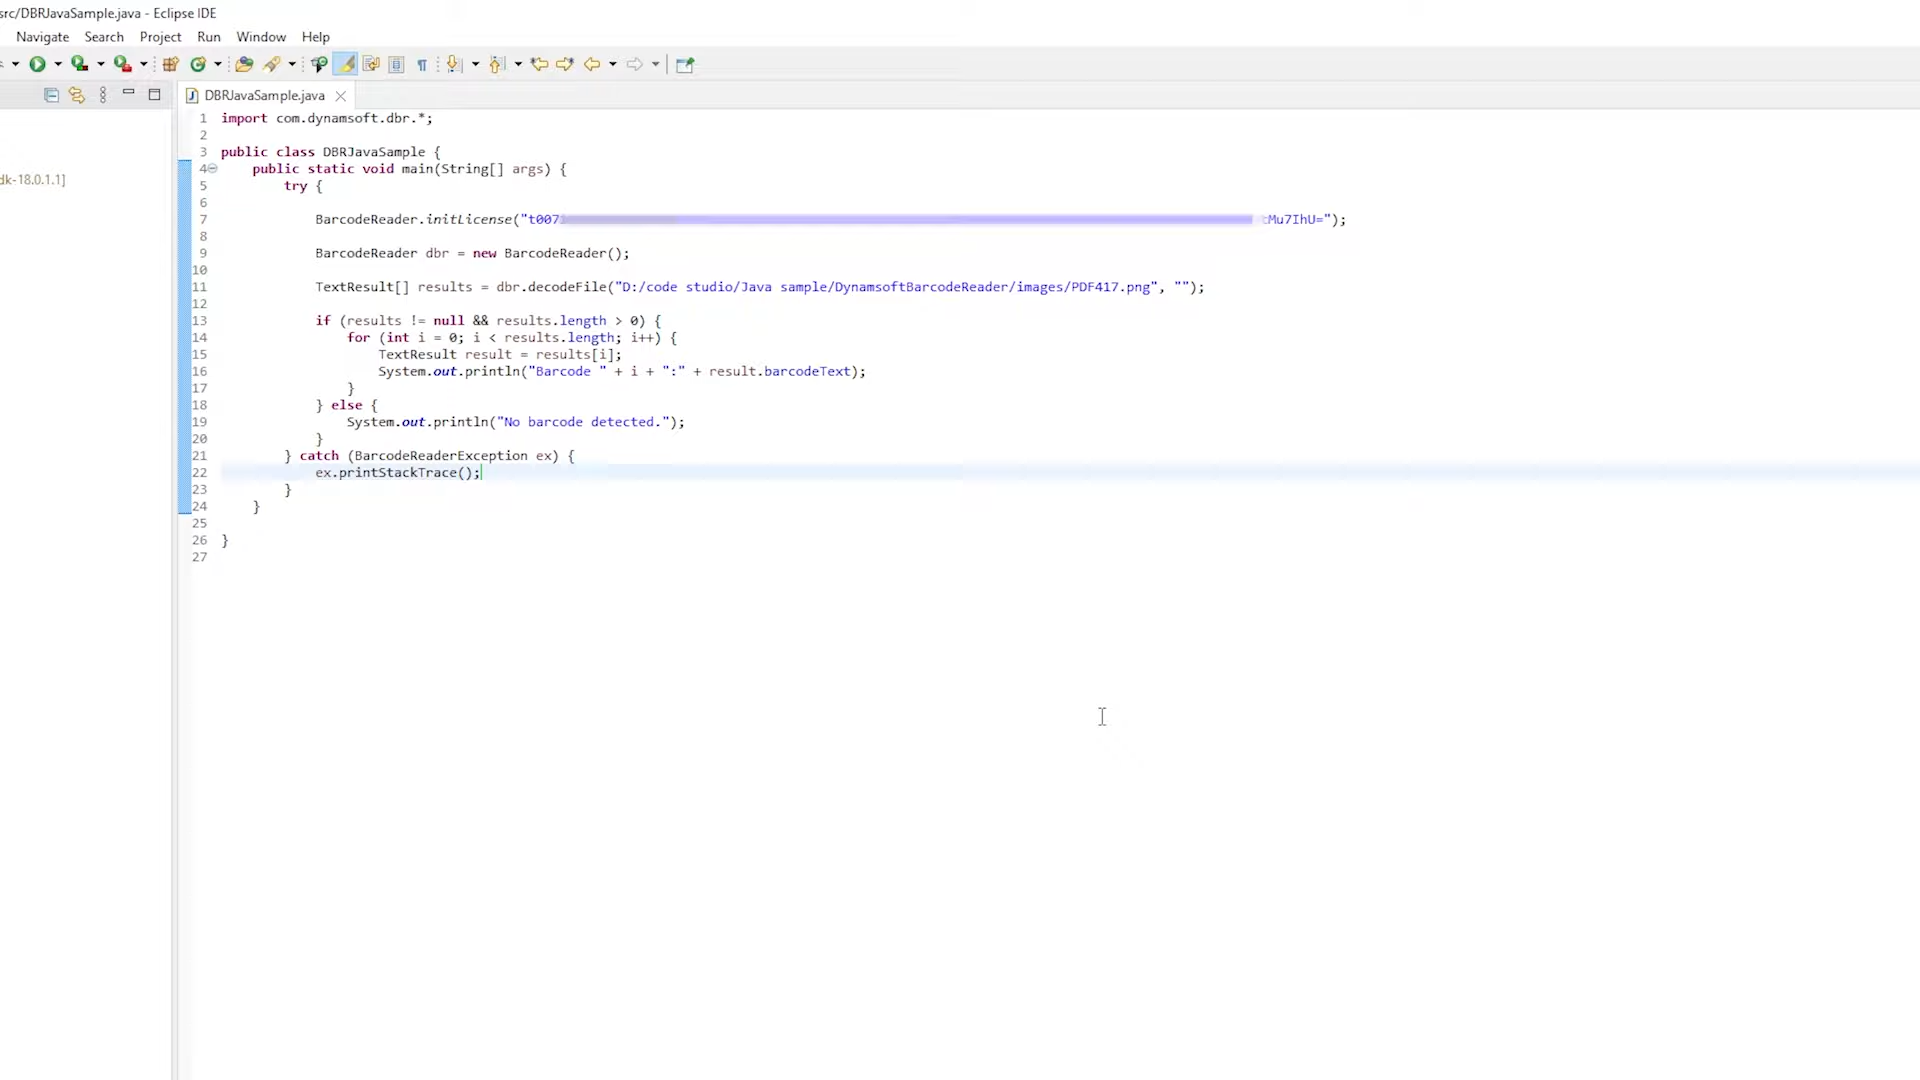 src/DBRJavaSample.java - Eclipse IDE
Navigate Search Project Run Window Help
DBRJavaSample.java
dk-18.0.1.1]
1 import com.dynamsoft.dbr.*;
2
3 public class DBRJavaSample {
4 public static void main(String[] args) {
5 try {
6
7 BarcodeReader.initLicense("t007 Mu7IhU=");
8
9 BarcodeReader dbr = new BarcodeReader();
10
11 TextResult[] results = dbr.decodeFile("D:/code studio/Java sample/DynamsoftBarcodeReader/images/PDF417.png", "");
12
13 if (results != null && results.length > 0) {
14 for (int i = 0; i < results.length; i++) {
15 TextResult result = results[i];
16 System.out.println("Barcode " + i + ":" + result.barcodeText);
17 }
18 } else {
19 System.out.println("No barcode detected.");
20 }
21 } catch (BarcodeReaderException ex) {
22 ex.printStackTrace();
23 }
24 }
25
26 }
27